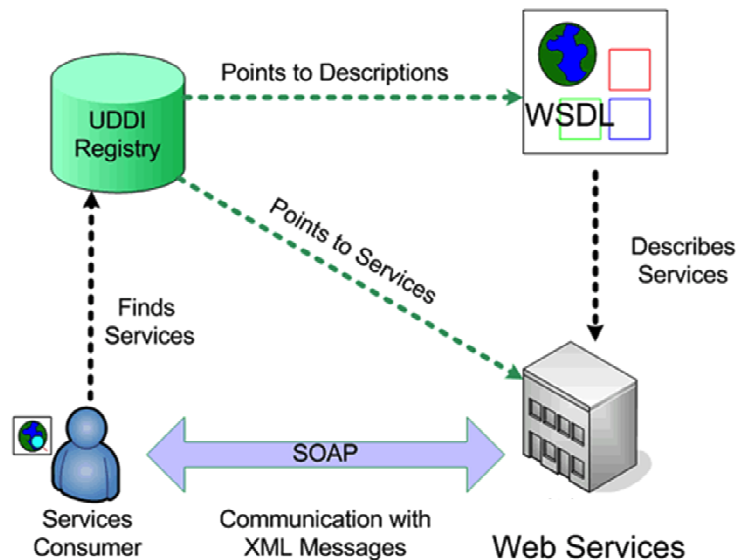 Points to Descriptions
UDDI
Registry
WSDL
Points to Services
Describes
Services
Finds
Services
SOAP
Services
Consumer
Communication with
XML Messages
Web Services